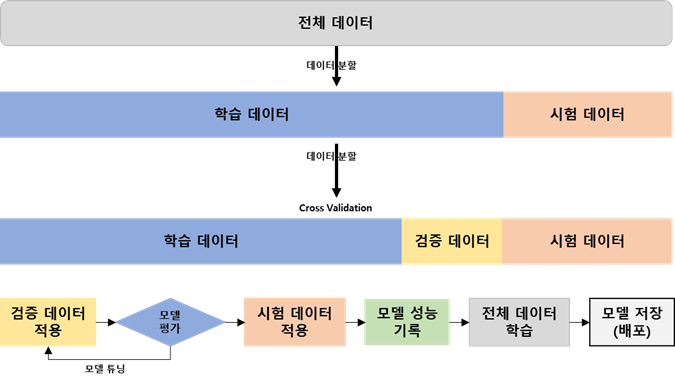 전체 데이터
데이터 분할
학습 데이터
시험 데이터
데이터 분할
Cross Validation
학습 데이터
검증 데이터
시험 데이터
검증 데이터
적용
모델
평가
시험 데이터
적용
모델 성능
기록
전체 데이터
학습
모델 저장
(배포)
모델 튜닝